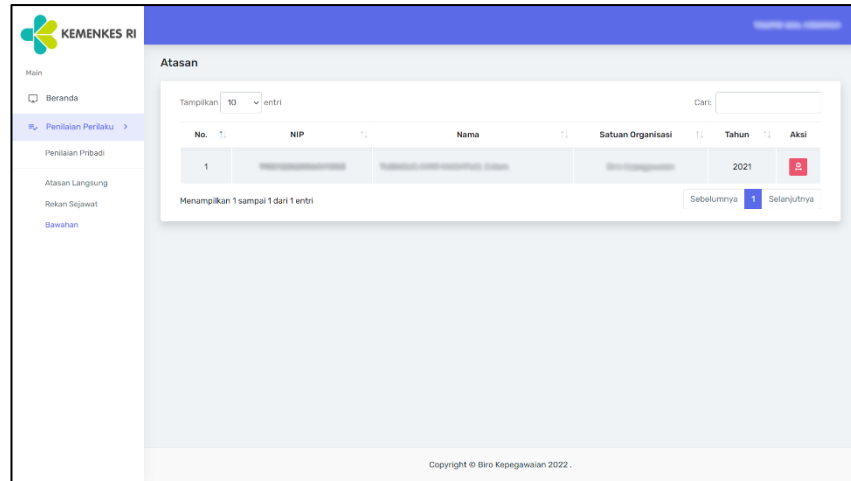 KEMENKES RI
Main
Beranda
Penilaian Perilaku >
Penilaian Pribadi
Atasan Langsung
Rekan Sejawat
Bawahan
Atasan
Tampilkan 10 entri
Cari:
No. NIP Nama Satuan Organisasi Tahun Aksi
1 2021
Menampilkan 1 sampai 1 dari 1 entri
Sebelumnya 1 Selanjutnya
Copyright © Biro Kepegawaian 2022 .